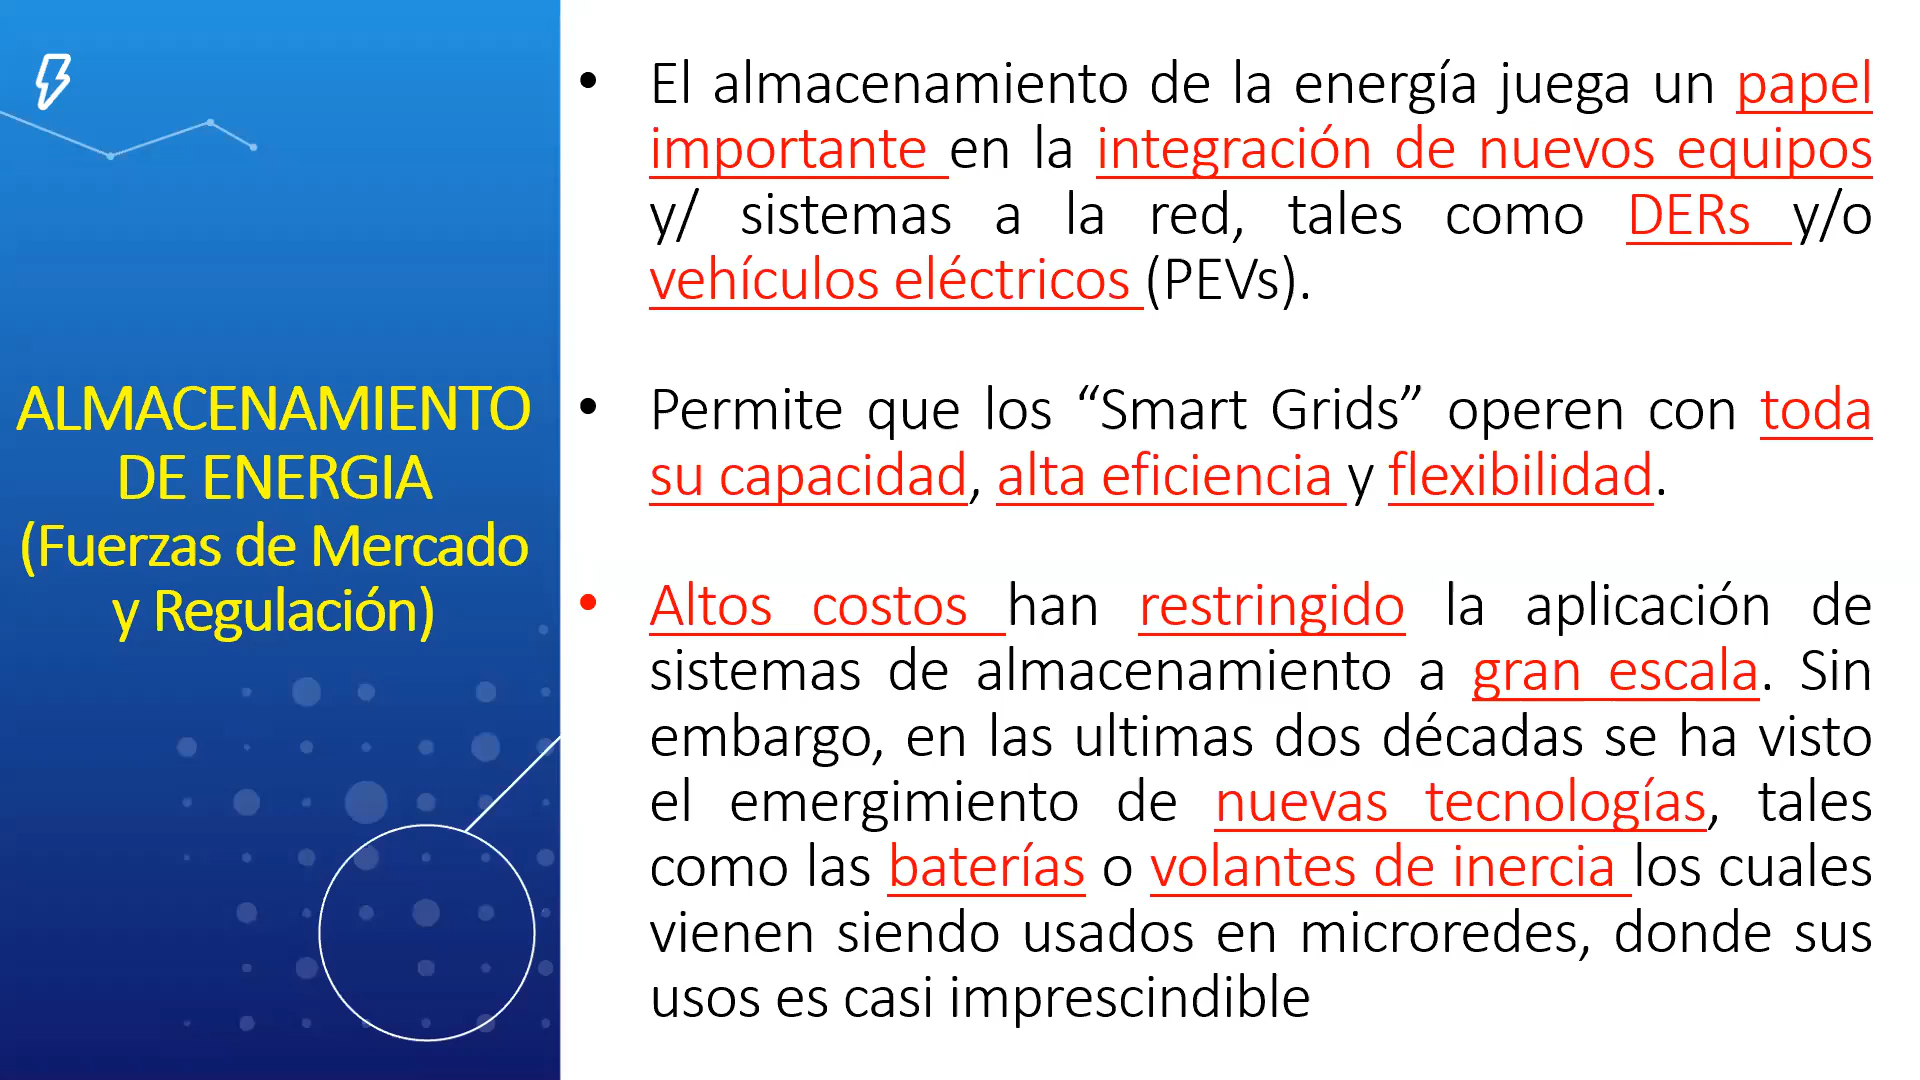 ALMACENAMIENTO
DE ENERGIA
(Fuerzas de Mercado
y Regulación)
• El almacenamiento de la energía juega un papel
importante en la integración de nuevos equipos
y/ sistemas a la red, tales como DERs y/o
vehículos eléctricos (PEVs).
• Permite que los “Smart Grids” operen con toda
su capacidad, alta eficiencia y flexibilidad.
• Altos costos han restringido la aplicación de
sistemas de almacenamiento a gran escala. Sin
embargo, en las ultimas dos décadas se ha visto
el emergimiento de nuevas tecnologías, tales
como las baterías o volantes de inercia los cuales
vienen siendo usados en microredes, donde sus
usos es casi imprescindible